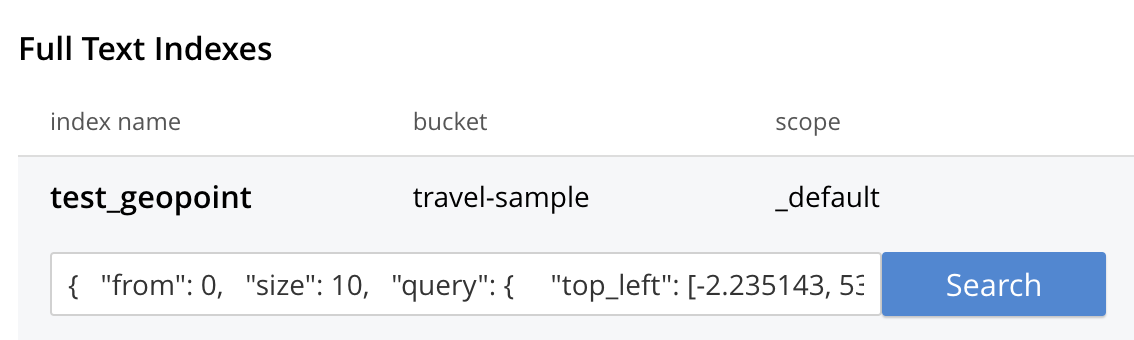 Full Text Indexes
index name bucket scope
test_geopoint travel-sample _default
{ "from": 0, "size": 10, "query": { "top_left": [-2.235143, 53 Search